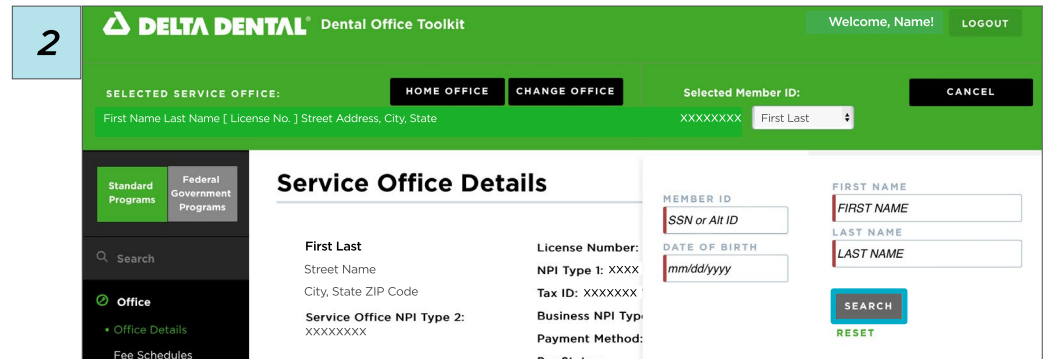 2
DELTA DENTAL® Dental Office Toolkit
Welcome, Name!
LOGOUT
SELECTED SERVICE OFFICE:
HOME OFFICE
CHANGE OFFICE
Selected Member ID:
CANCEL
First Name Last Name [ License No. ] Street Address, City, State
XXXXXXXX
First Last
Standard
Programs
Federal
Government
Programs
Search
Office
• Office Details
Fee Schedules
Service Office Details
First Last
Street Name
City, State ZIP Code
Service Office NPI Type 2:
XXXXXXXX
License Number:
NPI Type 1: XXXX
Tax ID: XXXXXXX
Business NPI Type
Payment Method:
MEMBER ID
SSN or Alt ID
DATE OF BIRTH
mm/dd/yyyy
FIRST NAME
FIRST NAME
LAST NAME
LAST NAME
SEARCH
RESET